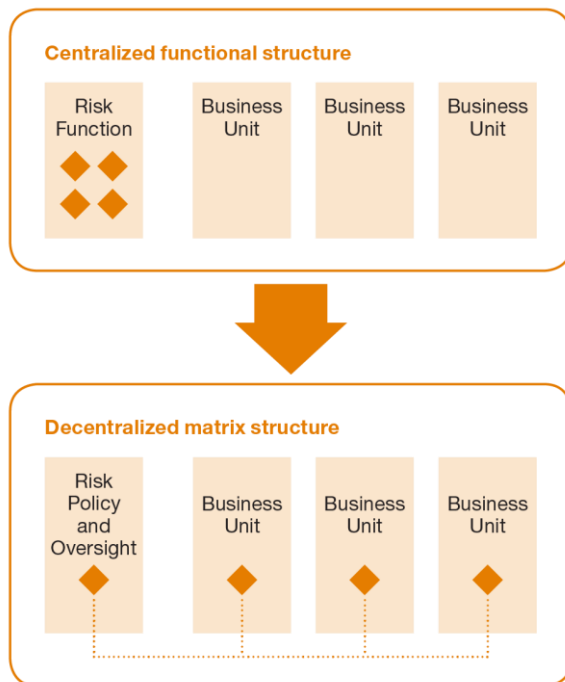 Centralized functional structure
Risk
Function
Business
Unit
Business
Unit
Business
Unit
Decentralized matrix structure
Risk
Policy
and
Oversight
Business
Unit
Business
Unit
Business
Unit